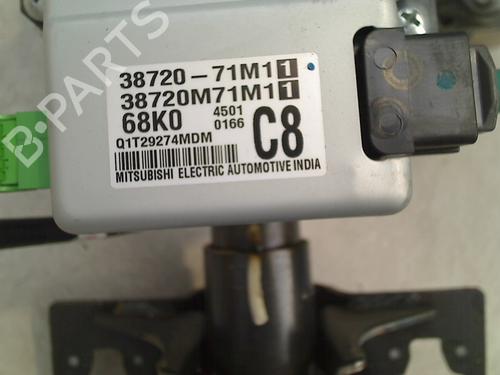 B-PARTS
38720-71M1 1
38720M71M1 1
68K0 4501 0166 C8
Q1T29274MDM
MITSUBISHI ELECTRIC AUTOMOTIVE INDIA